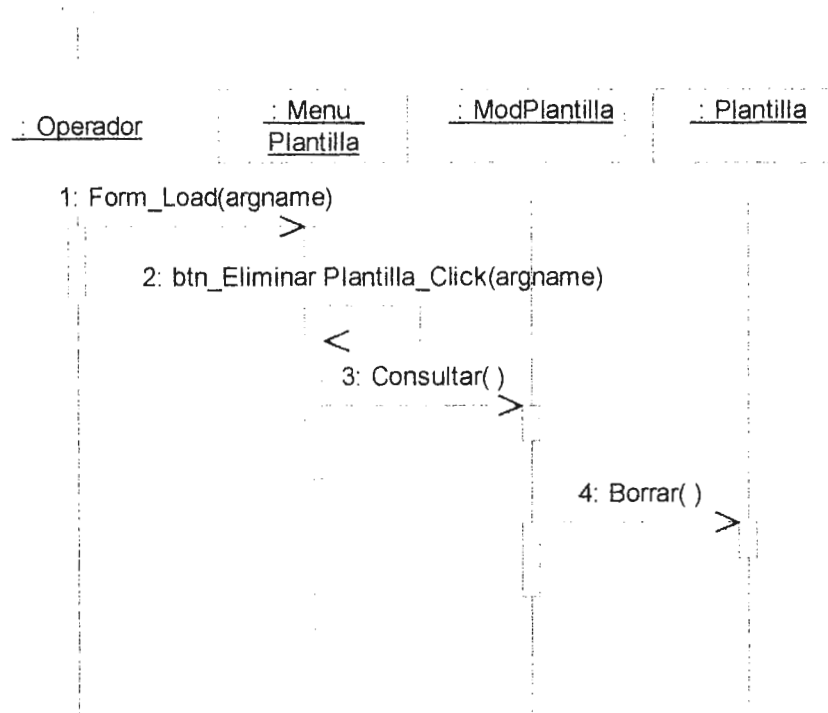 : Operador
: Menu
Plantilla
: ModPlantilla
: Plantilla
1: Form_Load(argname)
2: btn_Eliminar Plantilla_Click(argname)
3: Consultar( )
4: Borrar( )